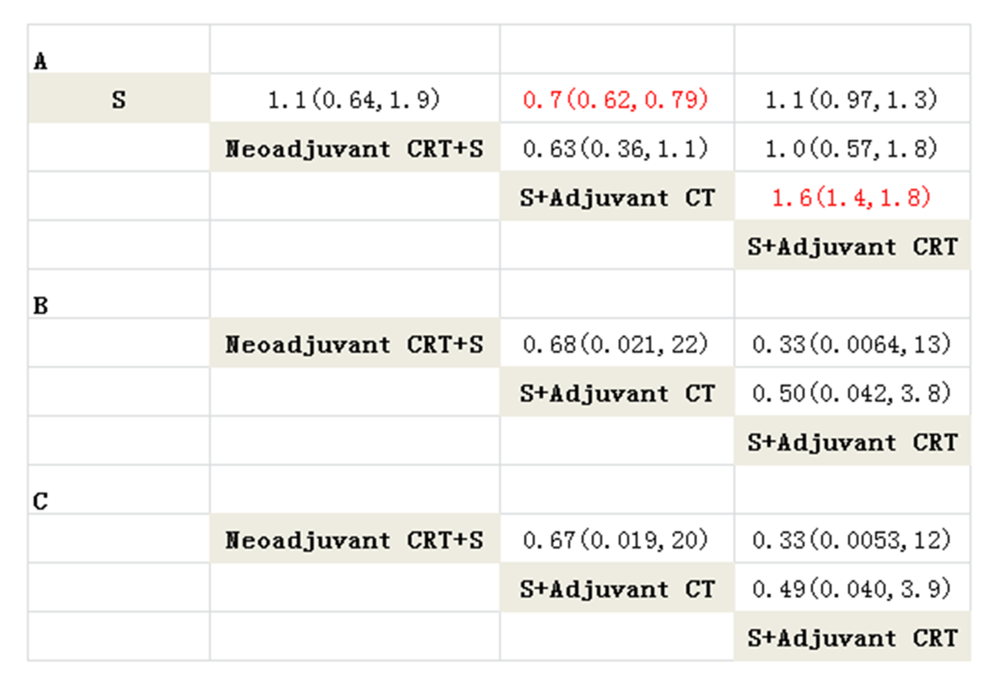 A
S 1.1(0.64,1.9) 0.7(0.62,0.79) 1.1(0.97,1.3)
Neoadjuvant CRT+S 0.63(0.36,1.1) 1.0(0.57,1.8)
S+Adjuvant CT 1.6(1.4,1.8)
S+Adjuvant CRT
B
Neoadjuvant CRT+S 0.68(0.021,22) 0.33(0.0064,13)
S+Adjuvant CT 0.50(0.042,3.8)
S+Adjuvant CRT
C
Neoadjuvant CRT+S 0.67(0.019,20) 0.33(0.0053,12)
S+Adjuvant CT 0.49(0.040,3.9)
S+Adjuvant CRT